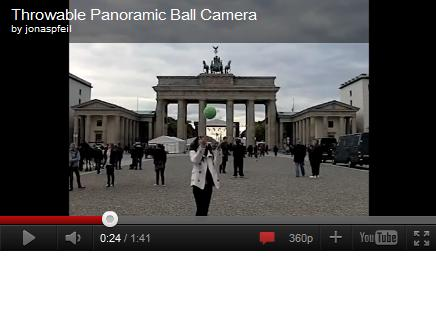 Throwable Panoramic Ball Camera
by jonaspfeil
0:24 / 1:41
360p
YouTube